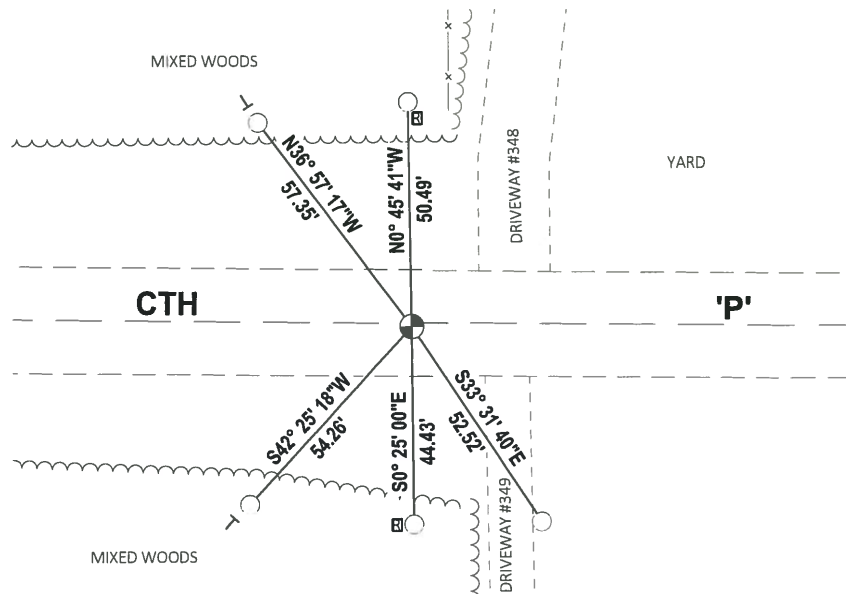 MIXED WOODS
N36° 57' 17"W
57.35'
N0° 45' 41"W
50.49'
R
DRIVEWAY #348
YARD
CTH
'P'
S42° 25' 18"W
54.26'
S0° 25' 00"E
44.43'
S33° 31' 40"E
52.52'
R
DRIVEWAY #349
MIXED WOODS